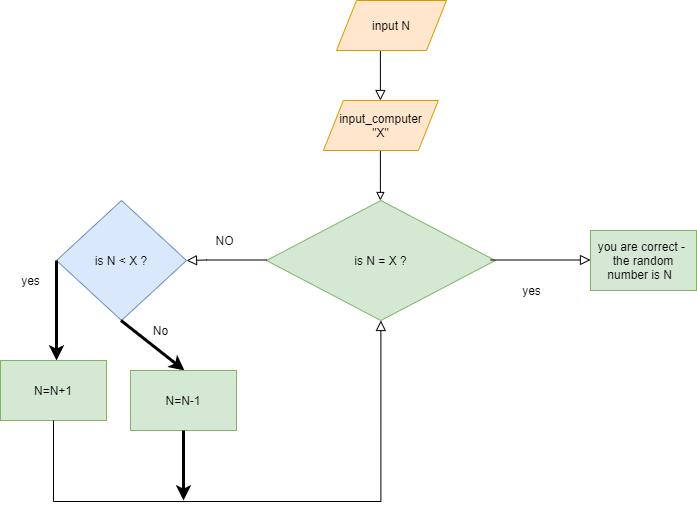 input N
input_computer
"X"
is N = X ?
NO
yes
you are correct -
the random
number is N
is N < X ?
yes
No
N=N+1
N=N-1